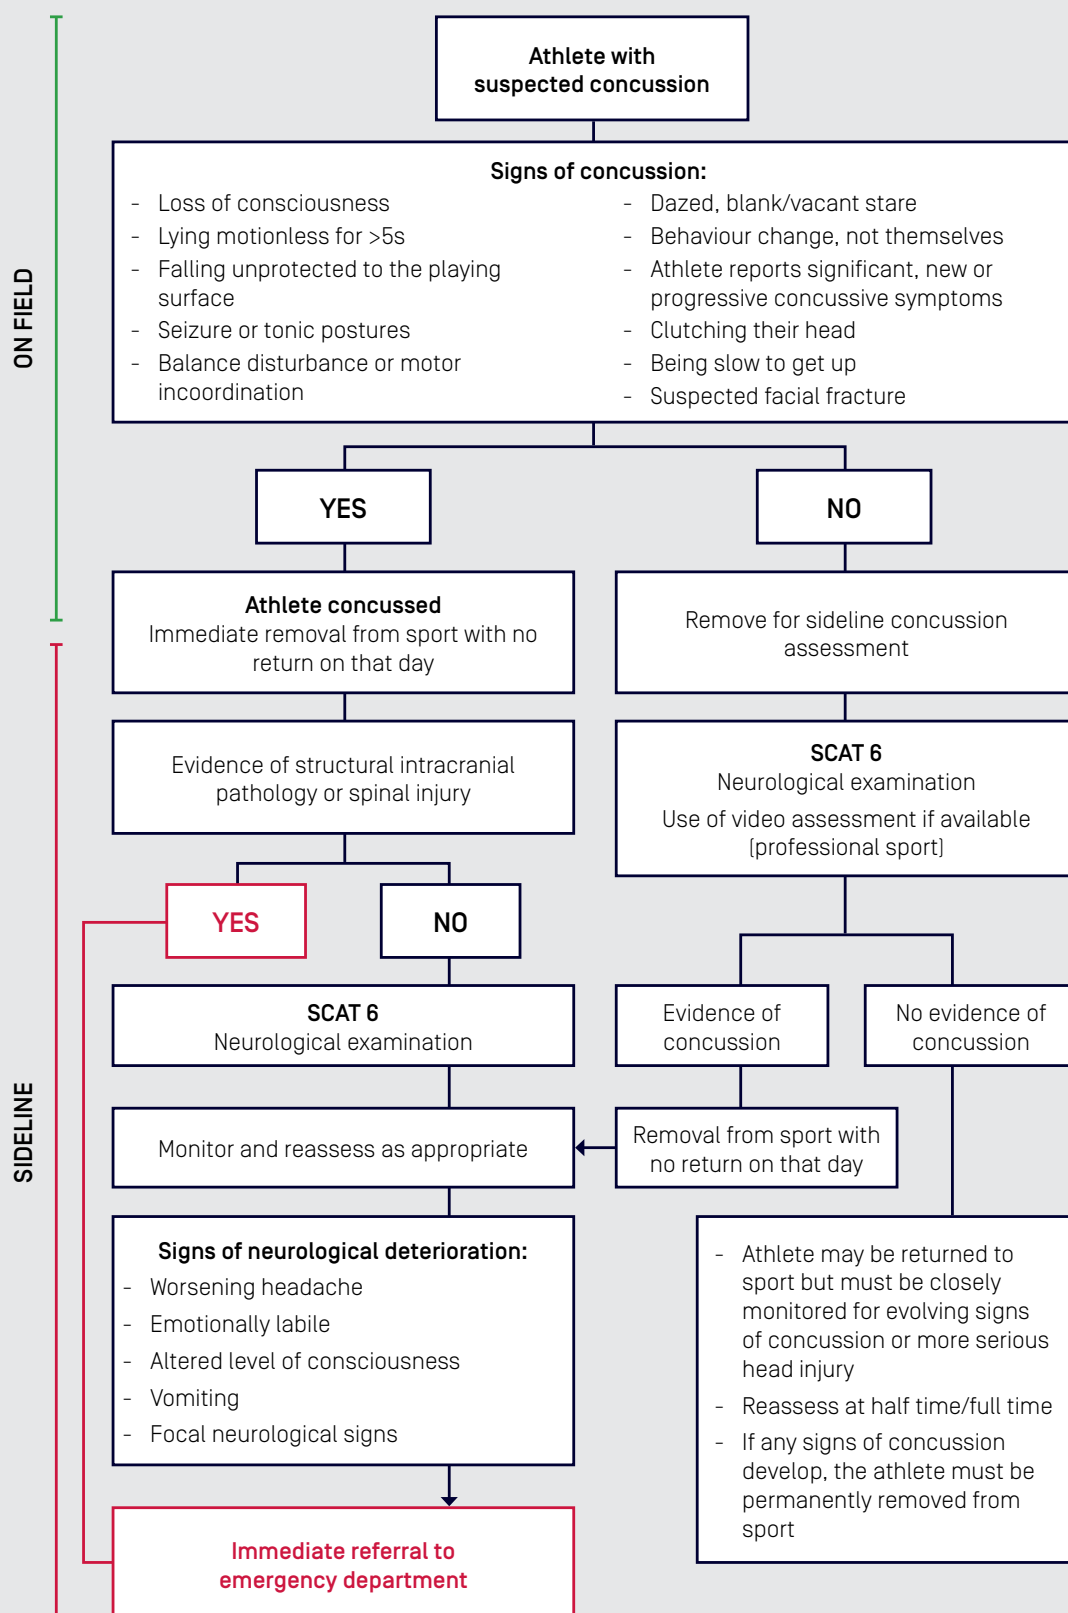 ON FIELD
Athlete with
suspected concussion
Signs of concussion:
- Loss of consciousness
- Lying motionless for >5s
- Falling unprotected to the playing
surface
- Seizure or tonic postures
- Balance disturbance or motor
incoordination
- Dazed, blank/vacant stare
- Behaviour change, not themselves
- Athlete reports significant, new or
progressive concussive symptoms
- Clutching their head
- Being slow to get up
- Suspected facial fracture
YES
NO
Athlete concussed
Immediate removal from sport with no
return on that day
Remove for sideline concussion
assessment
SIDELINE
Evidence of structural intracranial
pathology or spinal injury
SCAT 6
Neurological examination
Use of video assessment if available
(professional sport)
YES
NO
SCAT 6
Neurological examination
Evidence of
concussion
No evidence of
concussion
Monitor and reassess as appropriate
Removal from sport with
no return on that day
Signs of neurological deterioration:
- Worsening headache
- Emotionally labile
- Altered level of consciousness
- Vomiting
- Focal neurological signs
- Athlete may be returned to
sport but must be closely
monitored for evolving signs
of concussion or more serious
head injury
- Reassess at half time/full time
- If any signs of concussion
develop, the athlete must be
permanently removed from
sport
Immediate referral to
emergency department